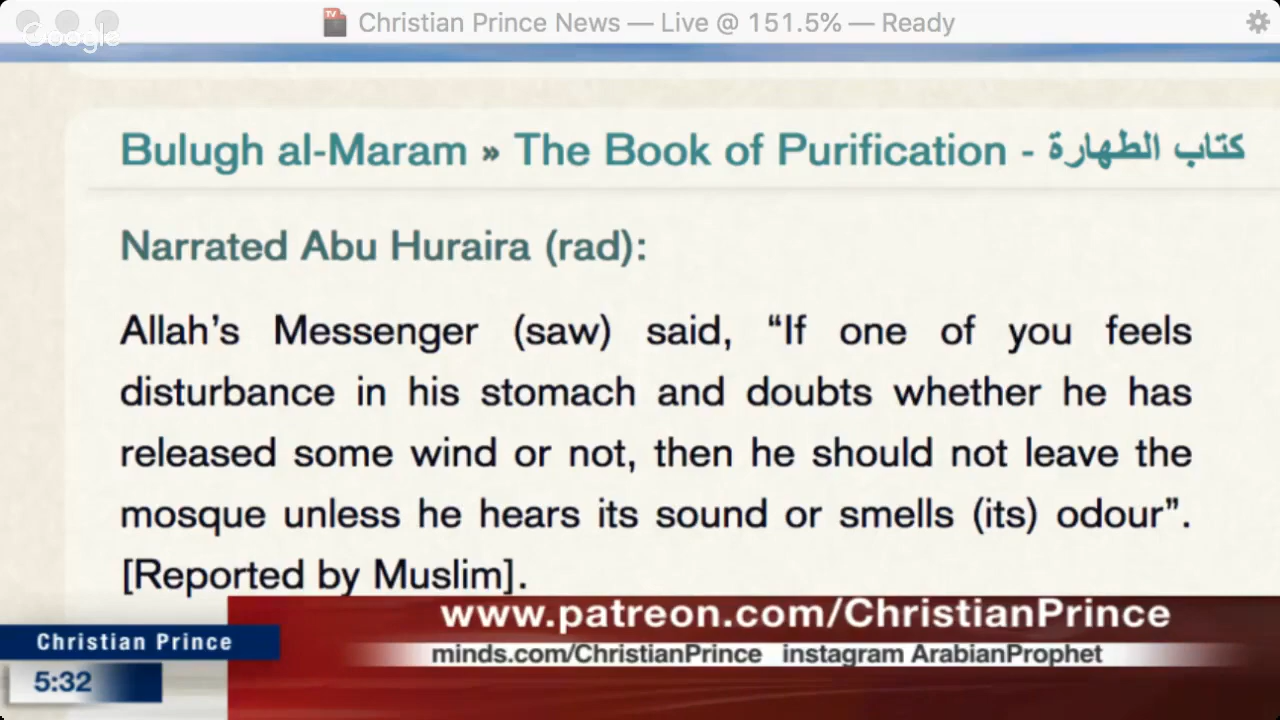 Christian Prince News — Live @ 151.5% — Ready
Google
Bulugh al-Maram » The Book of Purification - كتاب الطهارة
Narrated Abu Huraira (rad):
Allah’s Messenger (saw) said, “If one of you feels
disturbance in his stomach and doubts whether he has
released some wind or not, then he should not leave the
mosque unless he hears its sound or smells (its) odour”.
[Reported by Muslim].
www.patreon.com/ChristianPrince
Christian Prince
minds.com/ChristianPrince instagram ArabianProphet
5:32